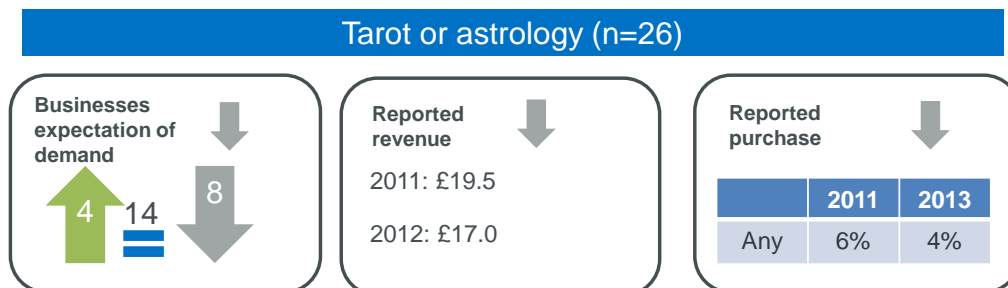 Tarot or astrology (n=26)
Businesses
expectation of
demand
4
14
8
Reported
revenue
2011: £19.5
2012: £17.0
Reported
purchase
2011 2013
Any 6% 4%